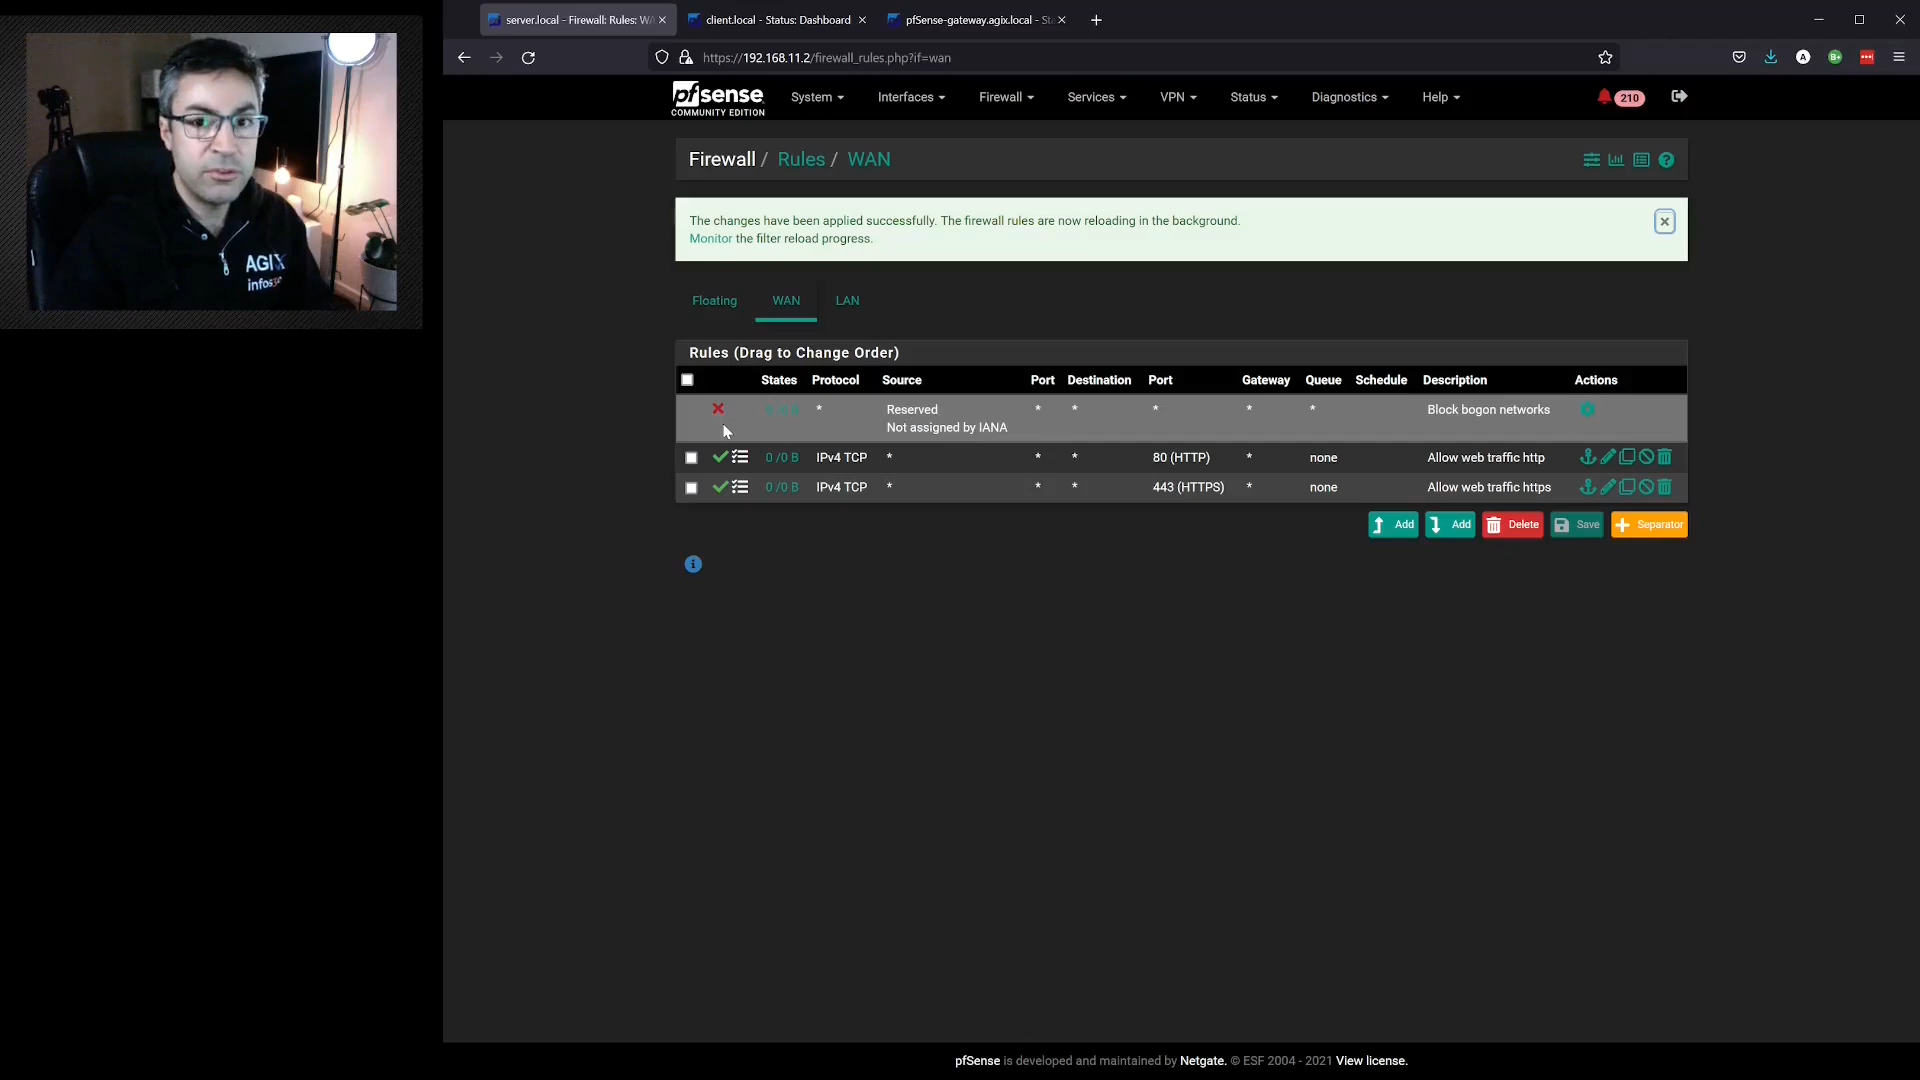 server.local - Firewall: Rules: WA
client.local - Status: Dashboard
pfSense-gateway.agix.local - Sta
https://192.168.11.2/firewall_rules.php?if=wan
pfsense
COMMUNITY EDITION
System
Interfaces
Firewall
Services
VPN
Status
Diagnostics
Help
210
Firewall / Rules / WAN
The changes have been applied successfully. The firewall rules are now reloading in the background.
Monitor the filter reload progress.
Floating
WAN
LAN
Rules (Drag to Change Order)
States Protocol Source Port Destination Port Gateway Queue Schedule Description Actions
* Reserved * * * * * Block bogon networks
Not assigned by IANA
0 /0 B IPv4 TCP * * * 80 (HTTP) * none Allow web traffic http
0 /0 B IPv4 TCP * * * 443 (HTTPS) * none Allow web traffic https
Add
Add
Delete
Save
Separator
AGIX
pfSense is developed and maintained by Netgate. © ESF 2004 - 2021 View license.